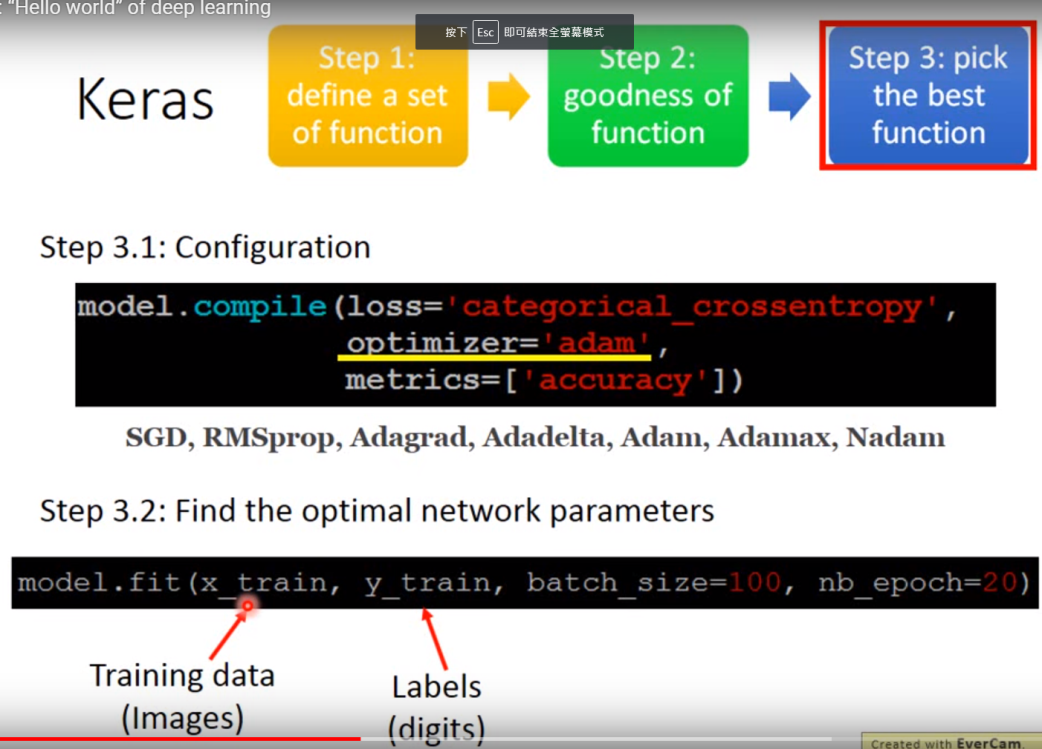 : "Hello world" of deep learning
按下 Esc 即可結束全螢幕模式
Keras
Step 1:
define a set
of function
Step 2:
goodness of
function
Step 3: pick
the best
function
Step 3.1: Configuration
model.compile(loss='categorical_crossentropy',
optimizer='adam',
metrics=['accuracy'])
SGD, RMSprop, Adagrad, Adadelta, Adam, Adamax, Nadam
Step 3.2: Find the optimal network parameters
model.fit(x_train, y_train, batch_size=100, nb_epoch=20)
Training data
(Images)
Labels
(digits)
Created with EverCam.